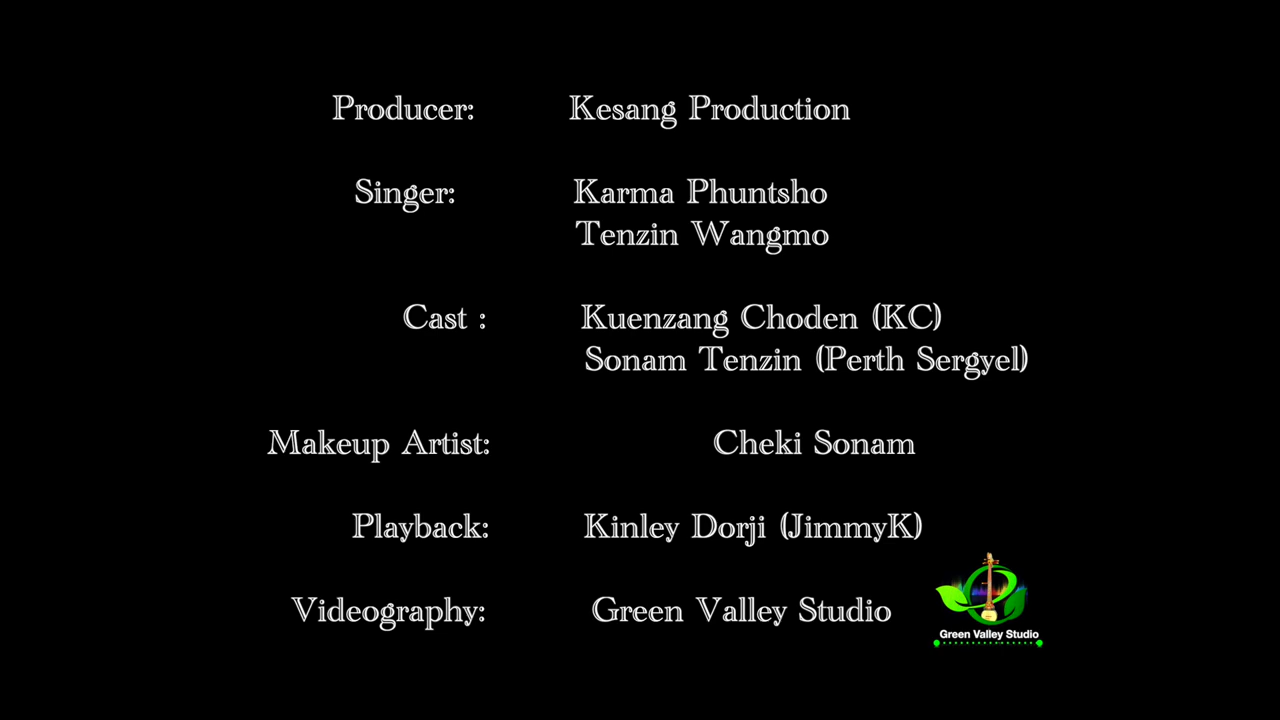 Producer: Kesang Production
Singer: Karma Phuntsho
Tenzin Wangmo
Cast : Kuenzang Choden (KC)
Sonam Tenzin (Perth Sergyel)
Makeup Artist: Cheki Sonam
Playback: Kinley Dorji (JimmyK)
Videography: Green Valley Studio
Green Valley Studio